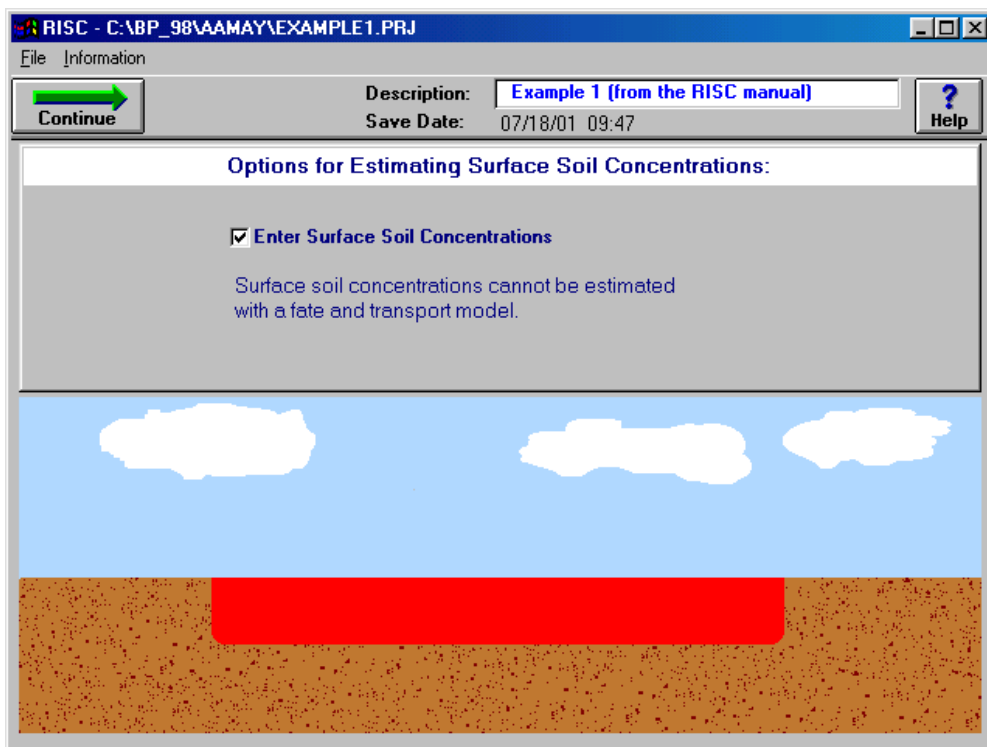 RISC - C:\BP_98\AAMAY\EXAMPLE1.PRJ
File Information
Continue
Description: Example 1 (from the RISC manual)
Save Date: 07/18/01 09:47
? Help
Options for Estimating Surface Soil Concentrations:
Enter Surface Soil Concentrations
Surface soil concentrations cannot be estimated
with a fate and transport model.